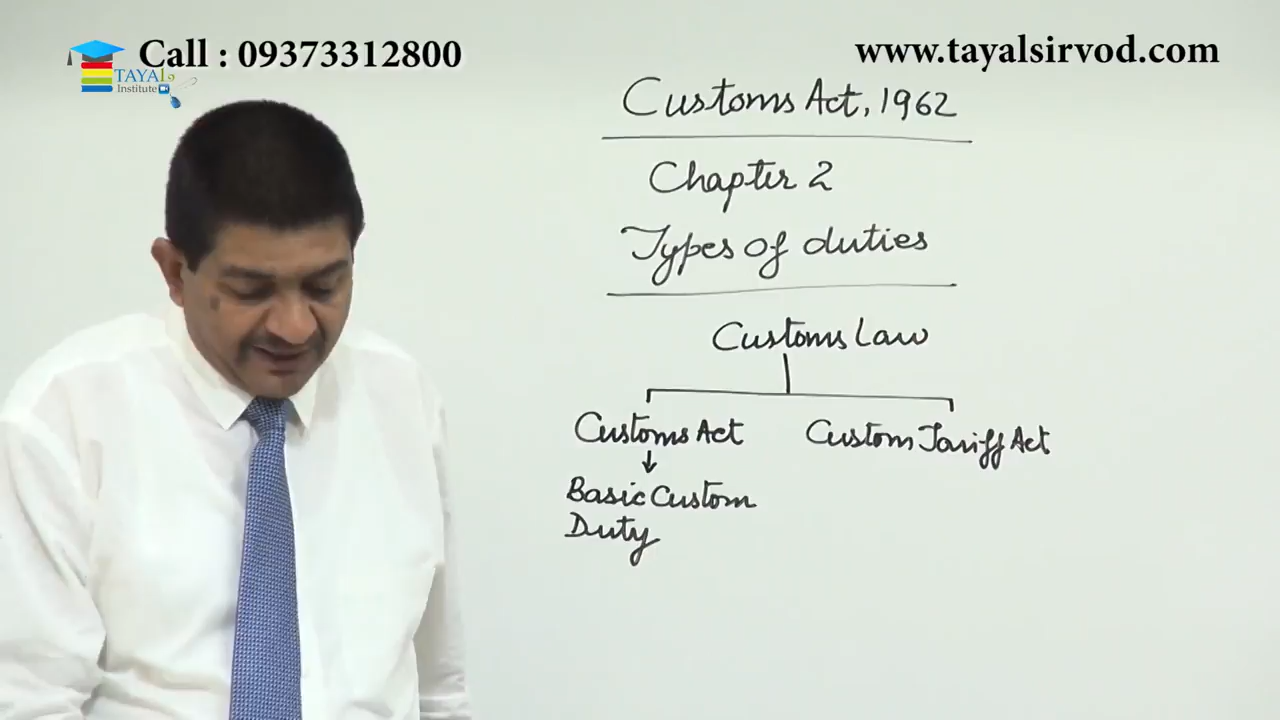 Call : 09373312800
www.tayalsirvod.com
TAYALs
Institute
Customs Act, 1962
Chapter 2
Types of duties
Customs Law
Customs Act
Custom Tariff Act
Basic Custom
Duty